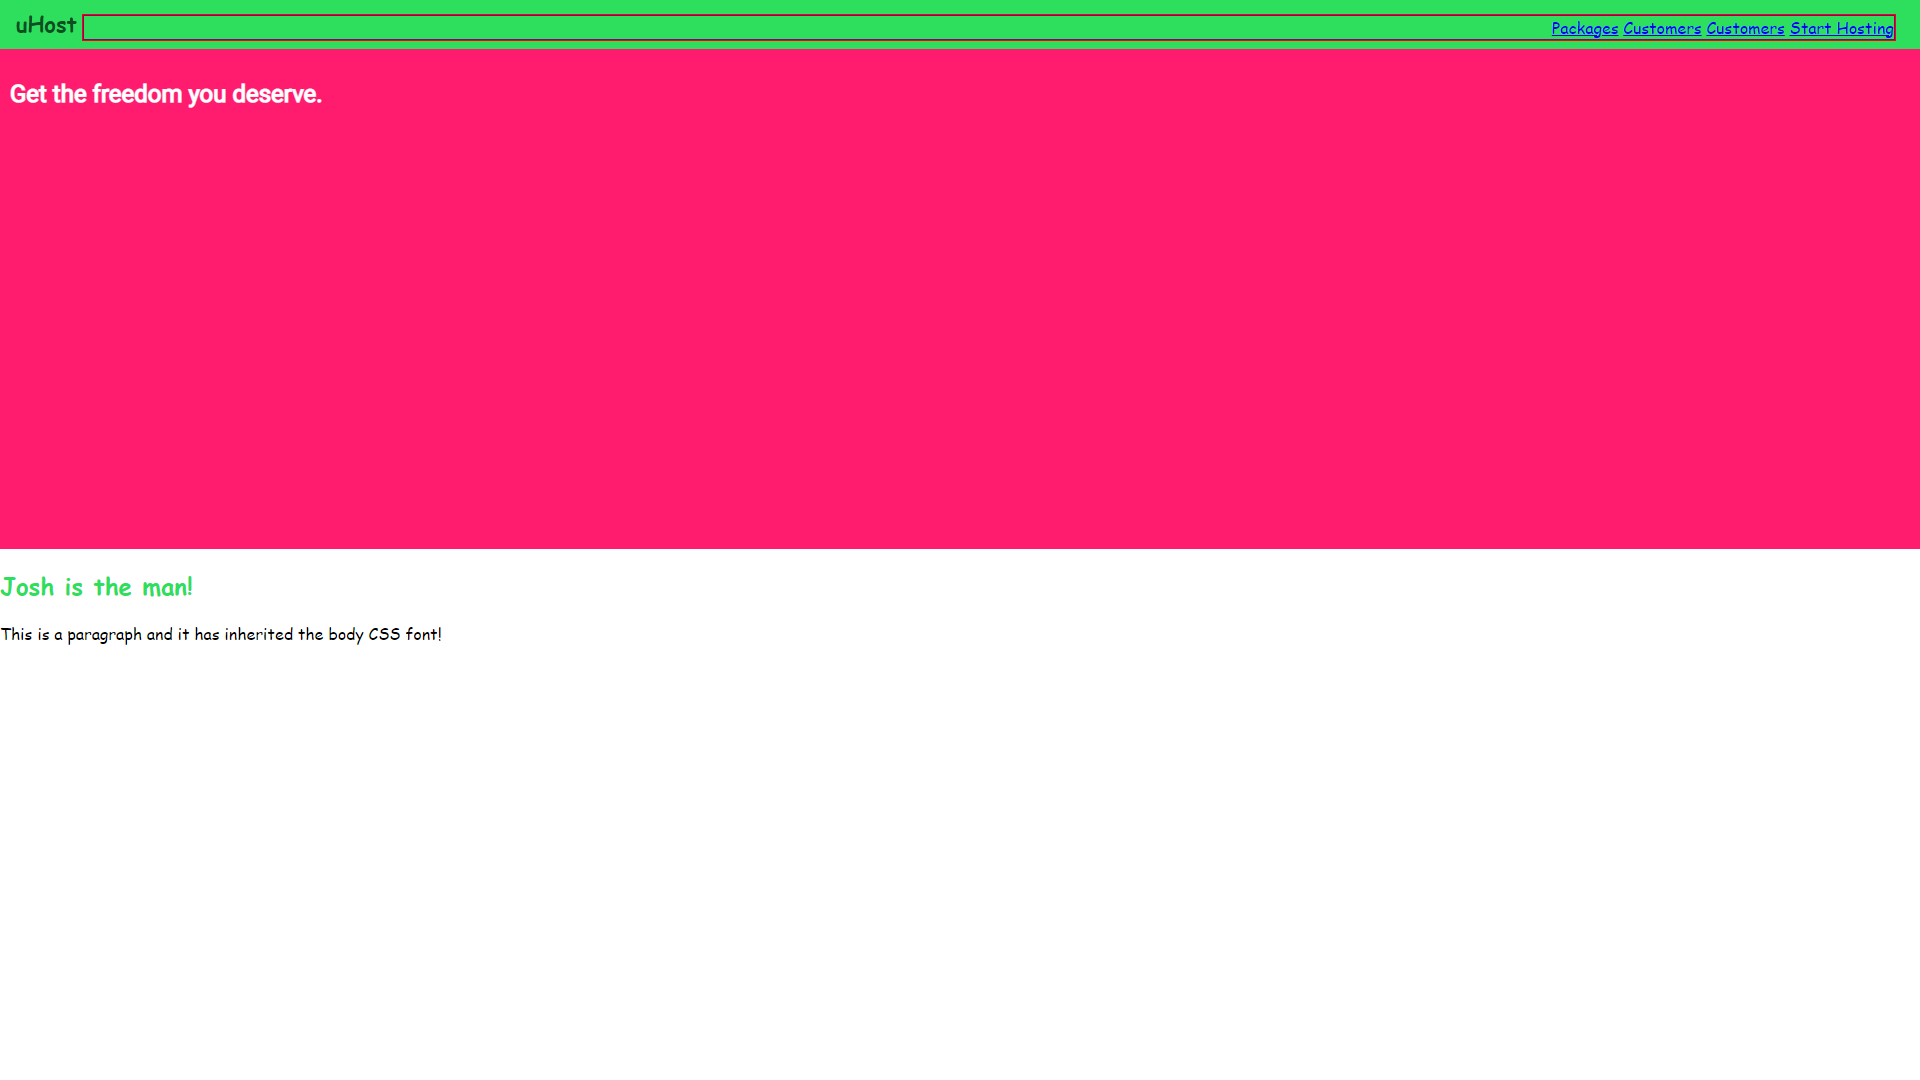 uHost Packages Customers Customers Start Hosting
Get the freedom you deserve.
Josh is the man!
This is a paragraph and it has inherited the body CSS font!